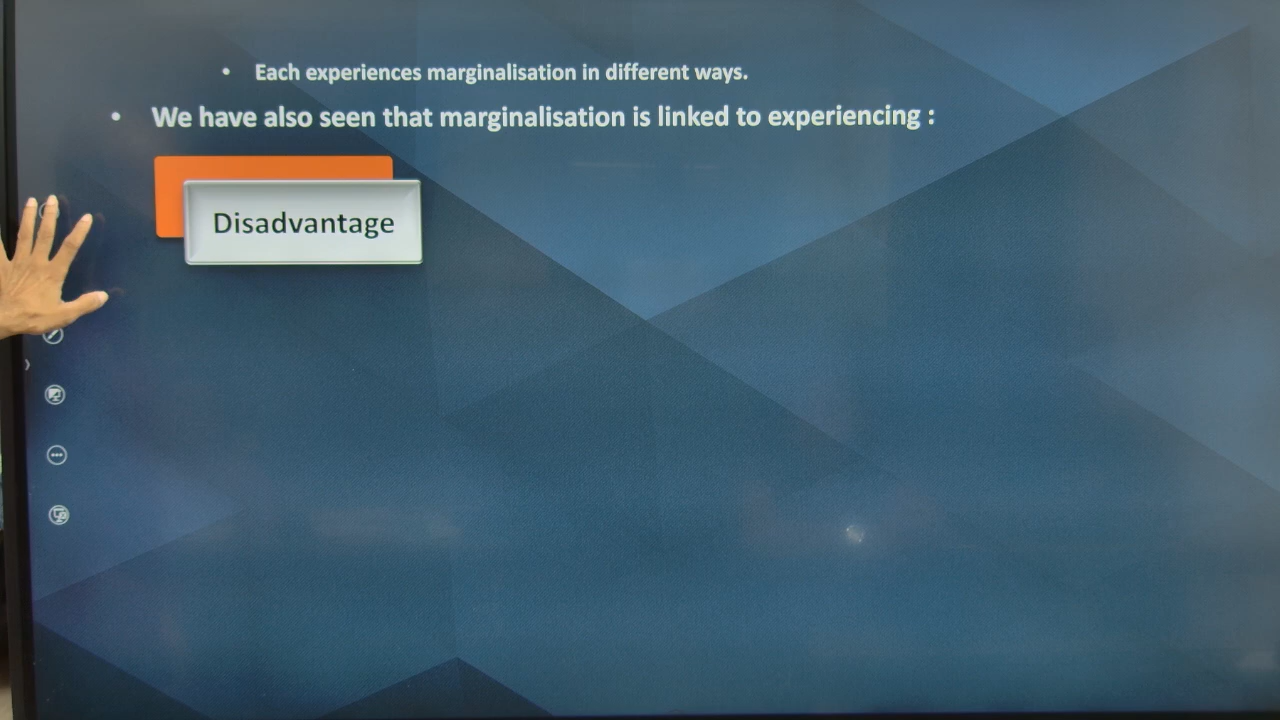 • Each experiences marginalisation in different ways.
• We have also seen that marginalisation is linked to experiencing :
Disadvantage